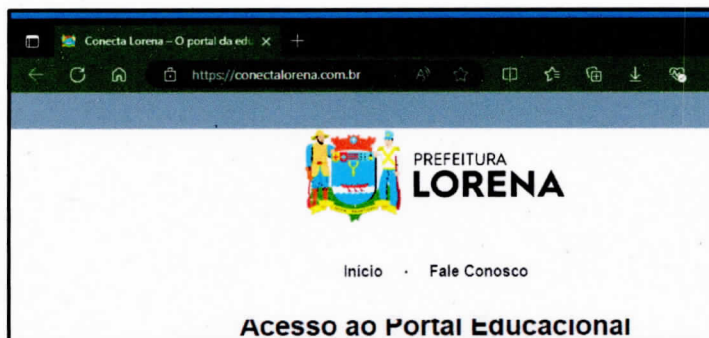 Conecta Lorena – O portal da edu
https://conectalorena.com.br
PREFEITURA
LORENA
Início · Fale Conosco
Acesso ao Portal Educacional